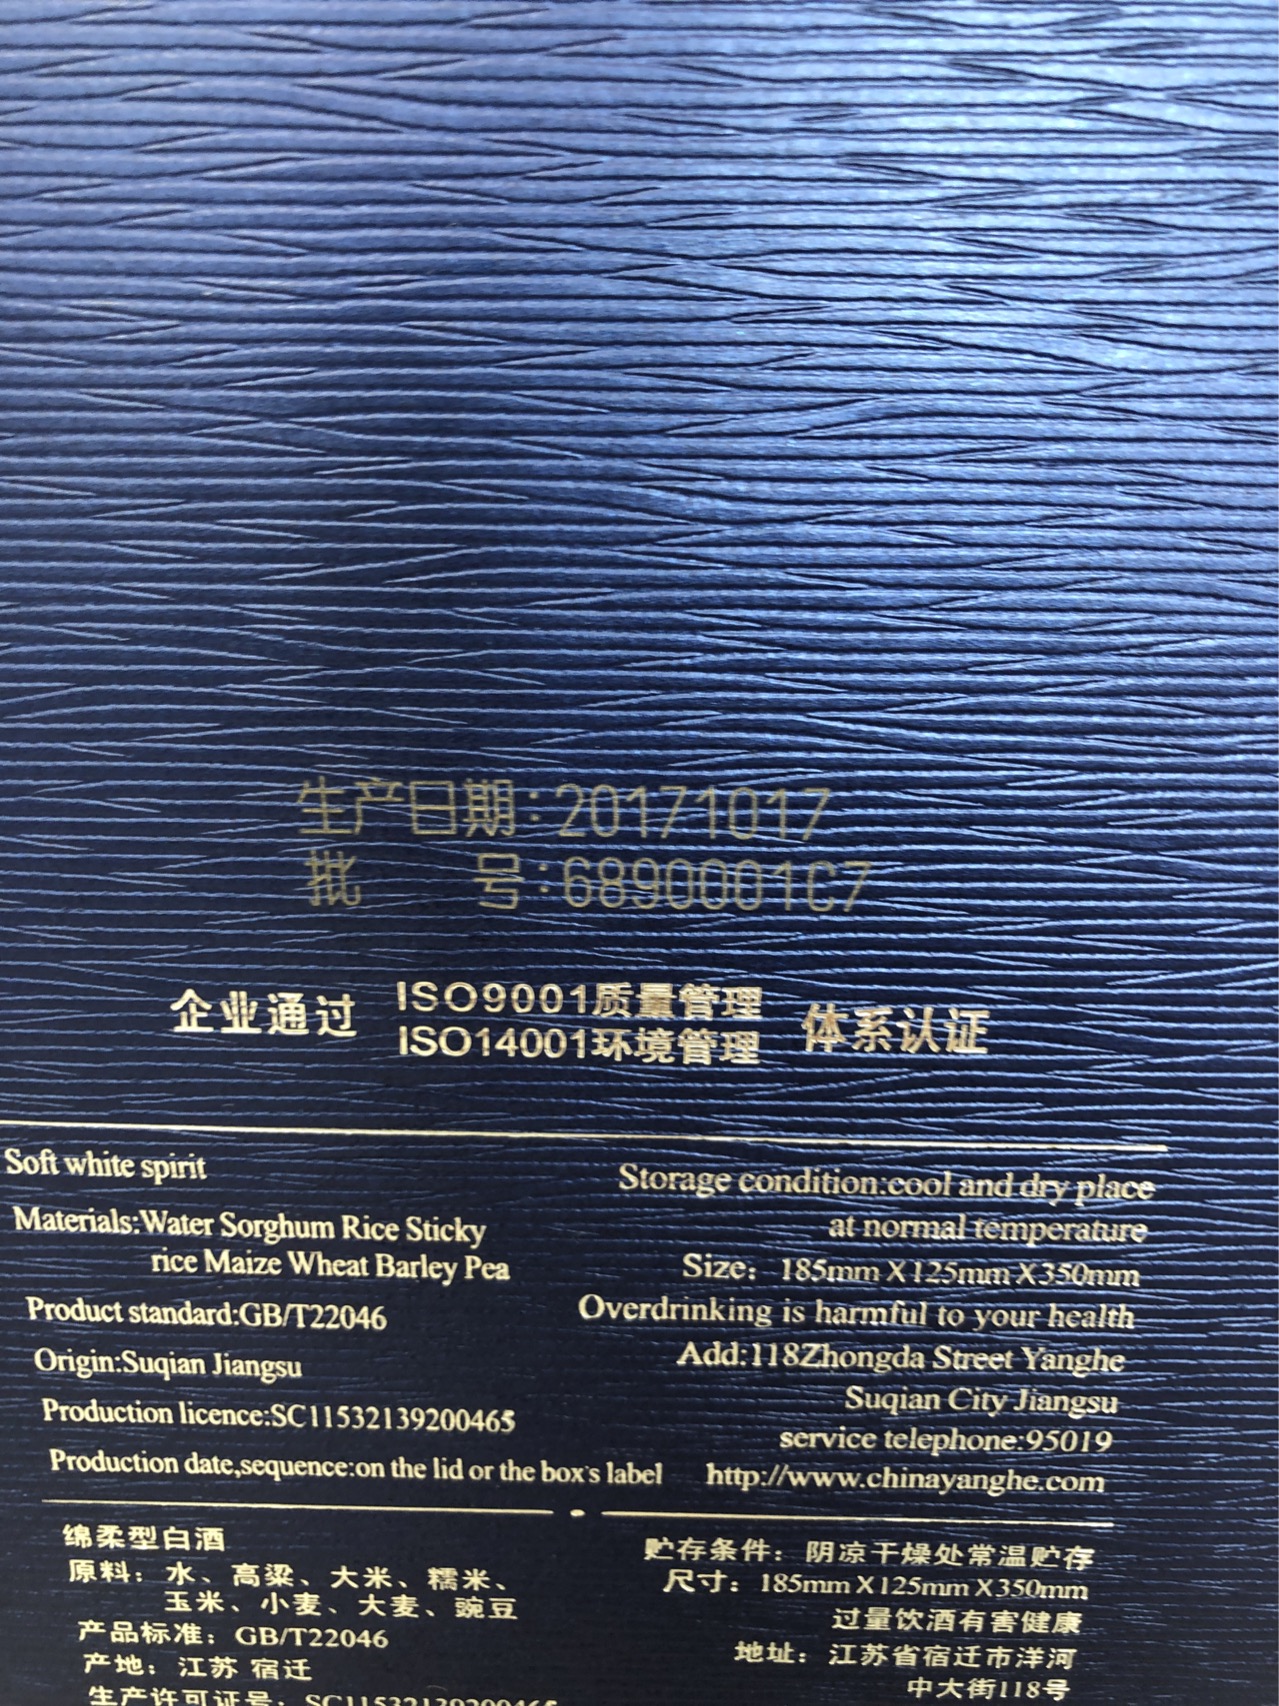 生产日期:20171017
批 号:6890001C7
企业通过 ISO9001质量管理 体系认证
ISO14001环境管理
Soft white spirit
Materials:Water Sorghum Rice Sticky
rice Maize Wheat Barley Pea
Product standard:GB/T22046
Origin:Suqian Jiangsu
Production licence:SC11532139200465
Production date,sequence:on the lid or the box's label
Storage condition:cool and dry place
at normal temperature
Size：185mm X 125mm X 350mm
Overdrinking is harmful to your health
Add:118Zhongda Street Yanghe
Suqian City Jiangsu
service telephone:95019
http://www.chinayanghe.com
绵柔型白酒
原料：水、高粱、大米、糯米、
玉米、小麦、大麦、豌豆
产品标准：GB/T22046
产地：江苏 宿迁
生产许可证号：SC11532139200465
贮存条件：阴凉干燥处常温贮存
尺寸：185mm X 125mm X 350mm
过量饮酒有害健康
地址：江苏省宿迁市洋河
中大街118号